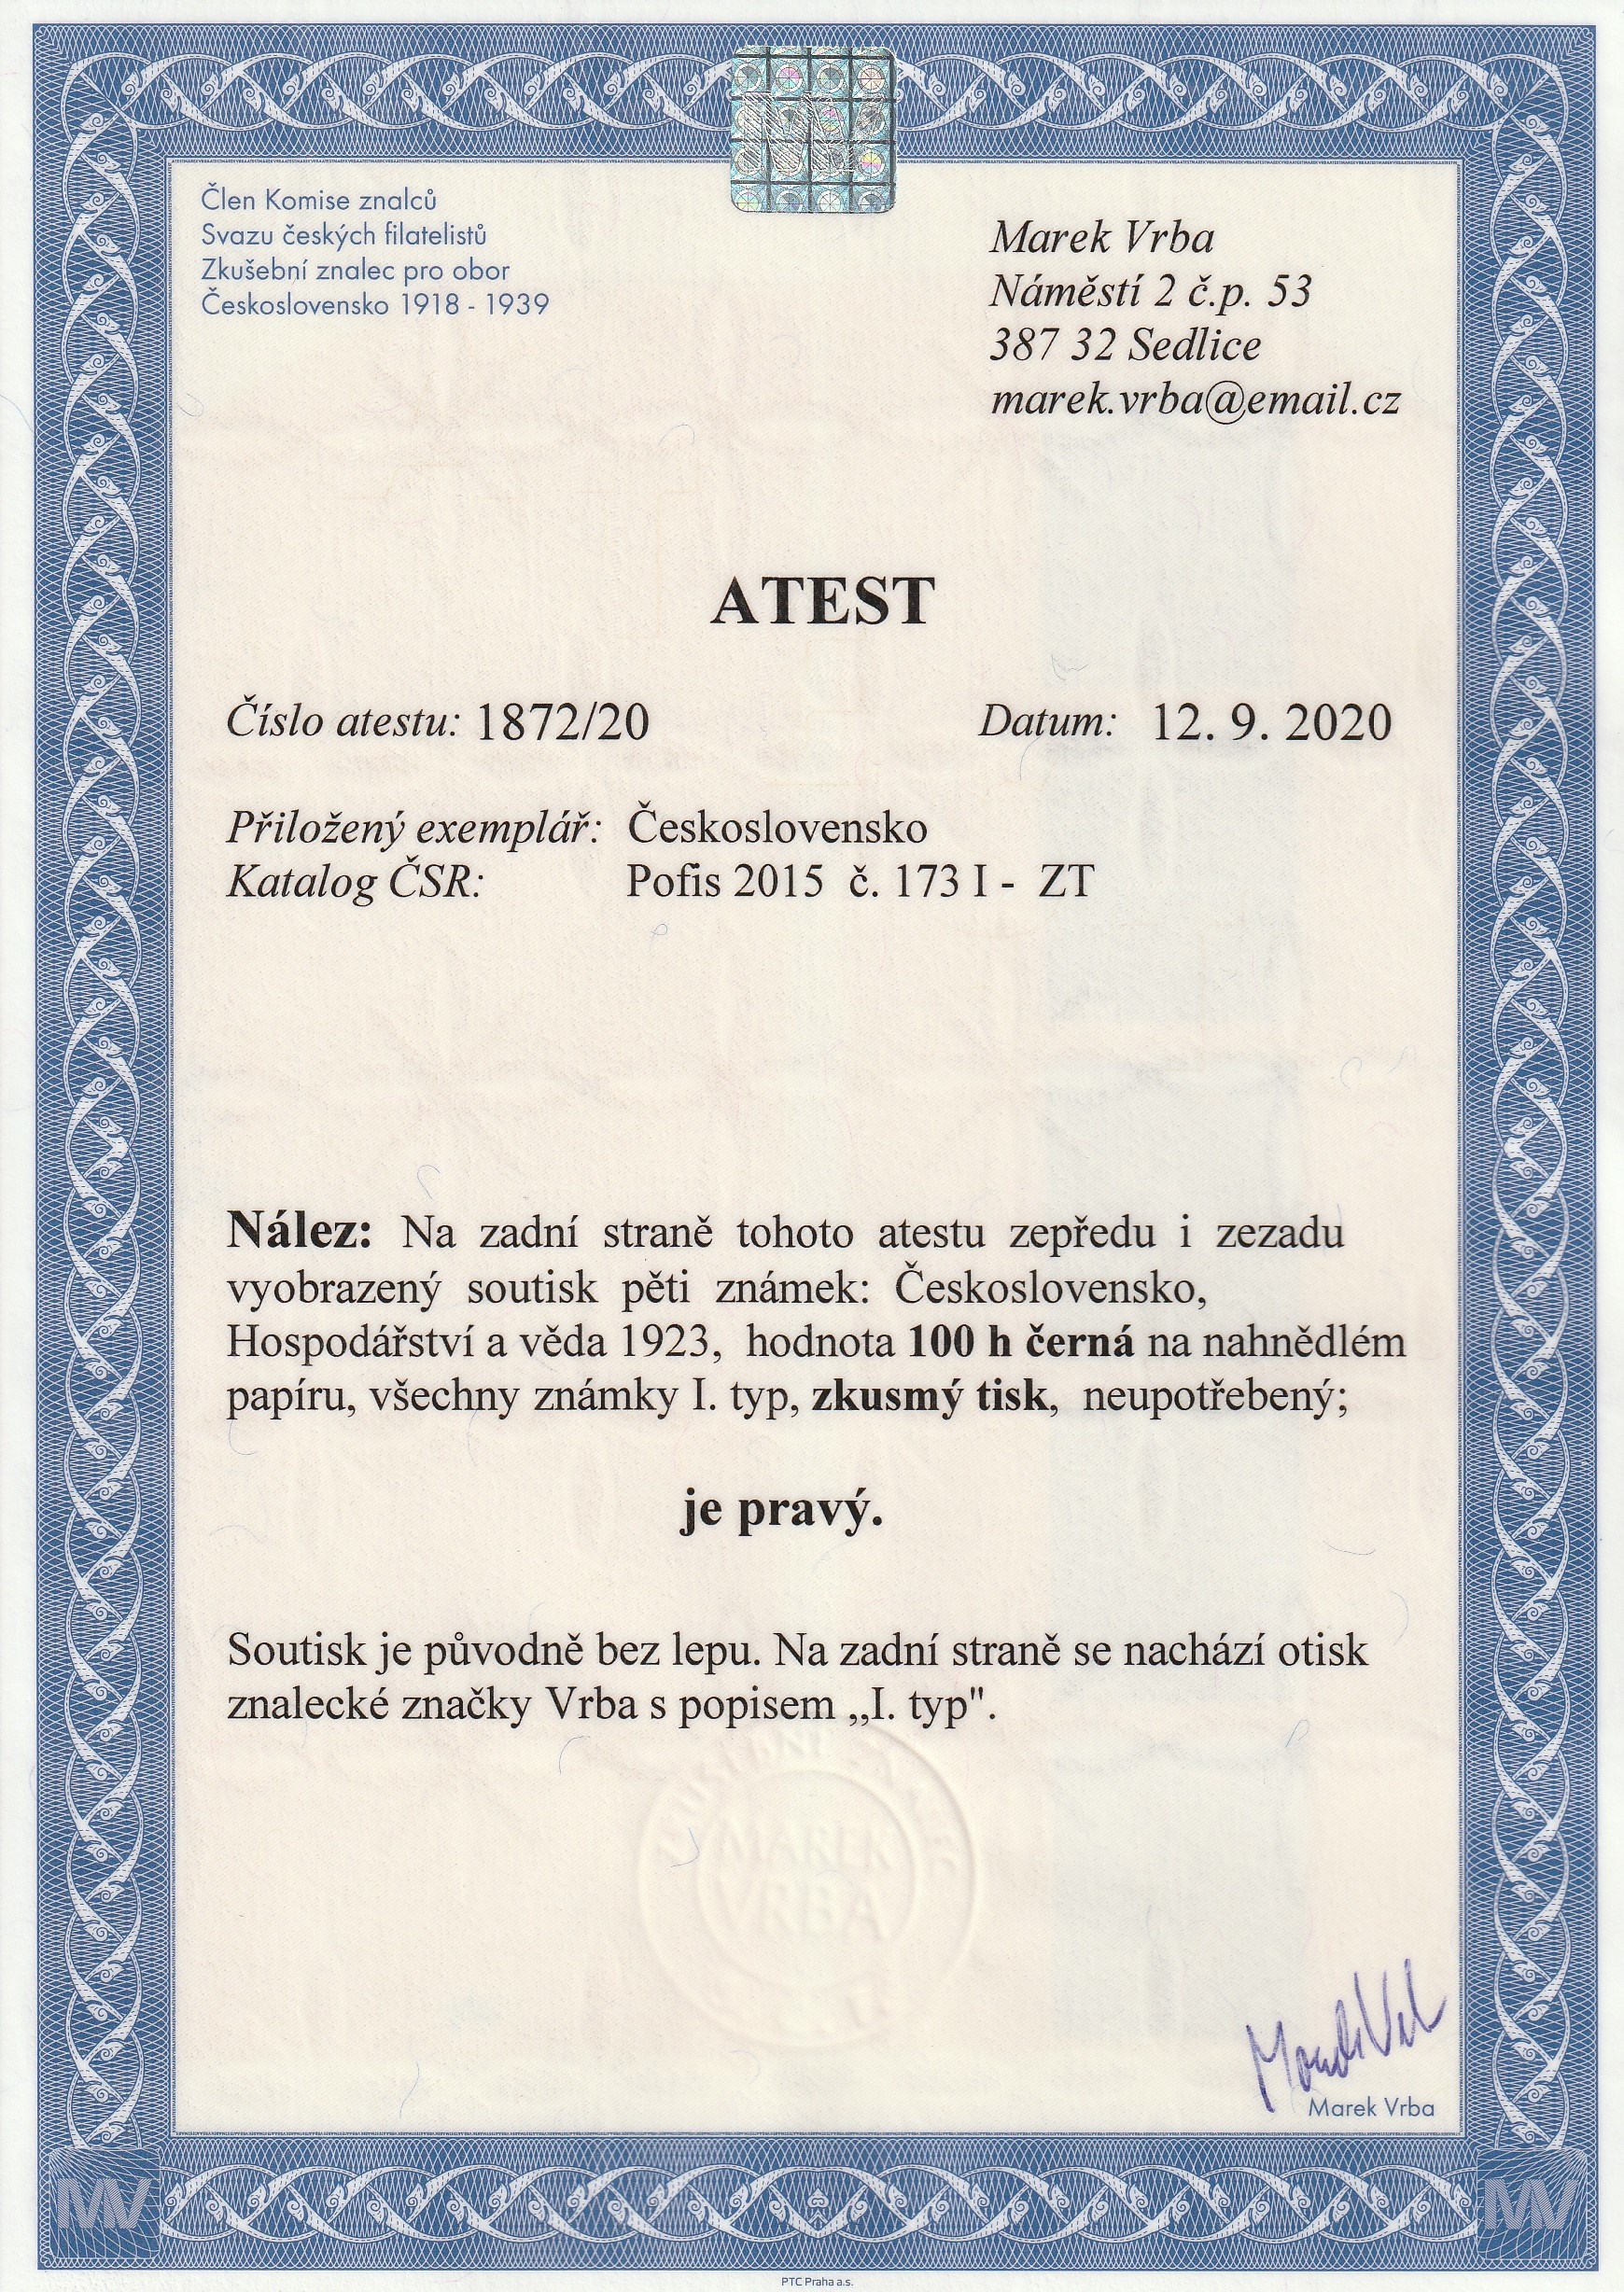 Člen Komise znalců
Svazu českých filatelistů
Zkušební znalec pro obor
Československo 1918 - 1939
Marek Vrba
Náměstí 2 č.p. 53
387 32 Sedlice
marek.vrba@email.cz
ATEST
Číslo atestu: 1872/20
Datum: 12. 9. 2020
Přiložený exemplář: Československo
Katalog ČSR: Pofis 2015 č. 173 I - ZT
Nález: Na zadní straně tohoto atestu zepředu i zezadu
vyobrazený soutisk pěti známek: Československo,
Hospodářství a věda 1923, hodnota 100 h černá na nahnědlém
papíru, všechny známky I. typ, zkusmý tisk, neupotřebený;
je pravý.
Soutisk je původně bez lepu. Na zadní straně se nachází otisk
znalecké značky Vrba s popisem ,,I. typ".
MAREK
VRBA
Marek Vrba
MV
MV
PTC Praha a.s.